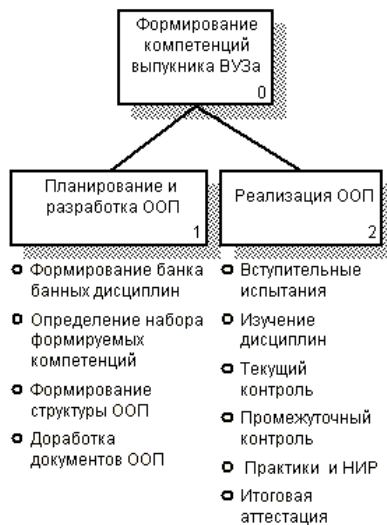 Формирование
компетенций
выпукника ВУЗа
0
Планирование и
разработка ООП
1
Формирование банка
банных дисциплин
Определение набора
формируемых
компетенций
Формирование
структуры ООП
Доработка
документов ООП
Реализация ООП
2
Вступительные
испытания
Изучение
дисциплин
Текущий
контроль
Промежуточный
контроль
Практики и НИР
Итоговая
аттестация